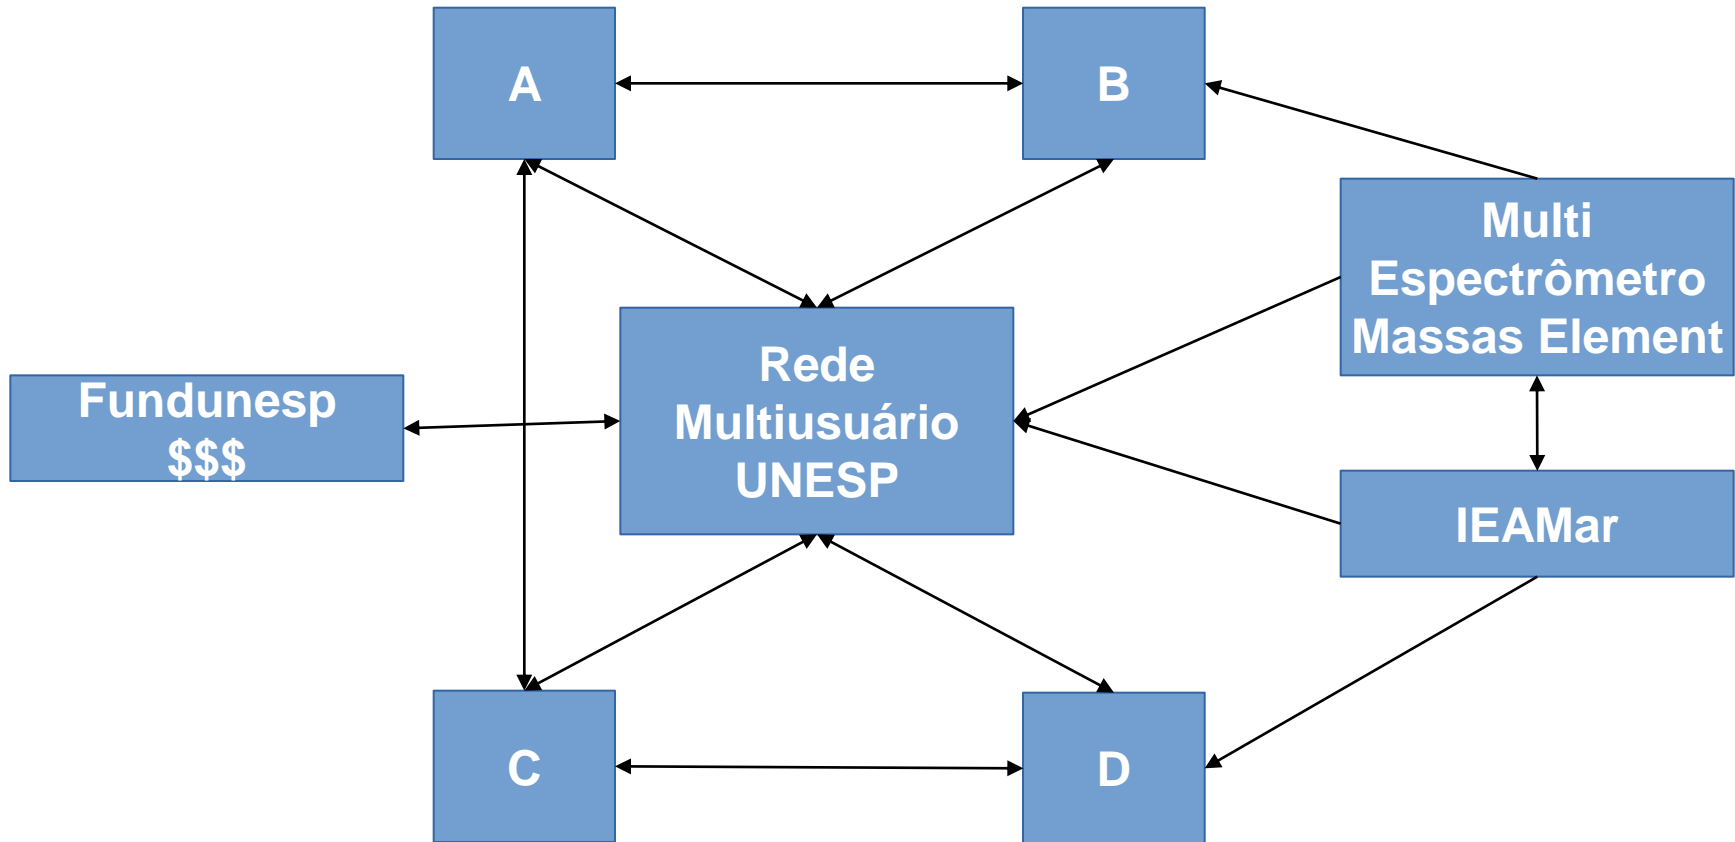 A
B
Multi
Espectrômetro
Massas Element
Rede
Multiusuário
UNESP
Fundunesp
$$$
IEAMar
C
D